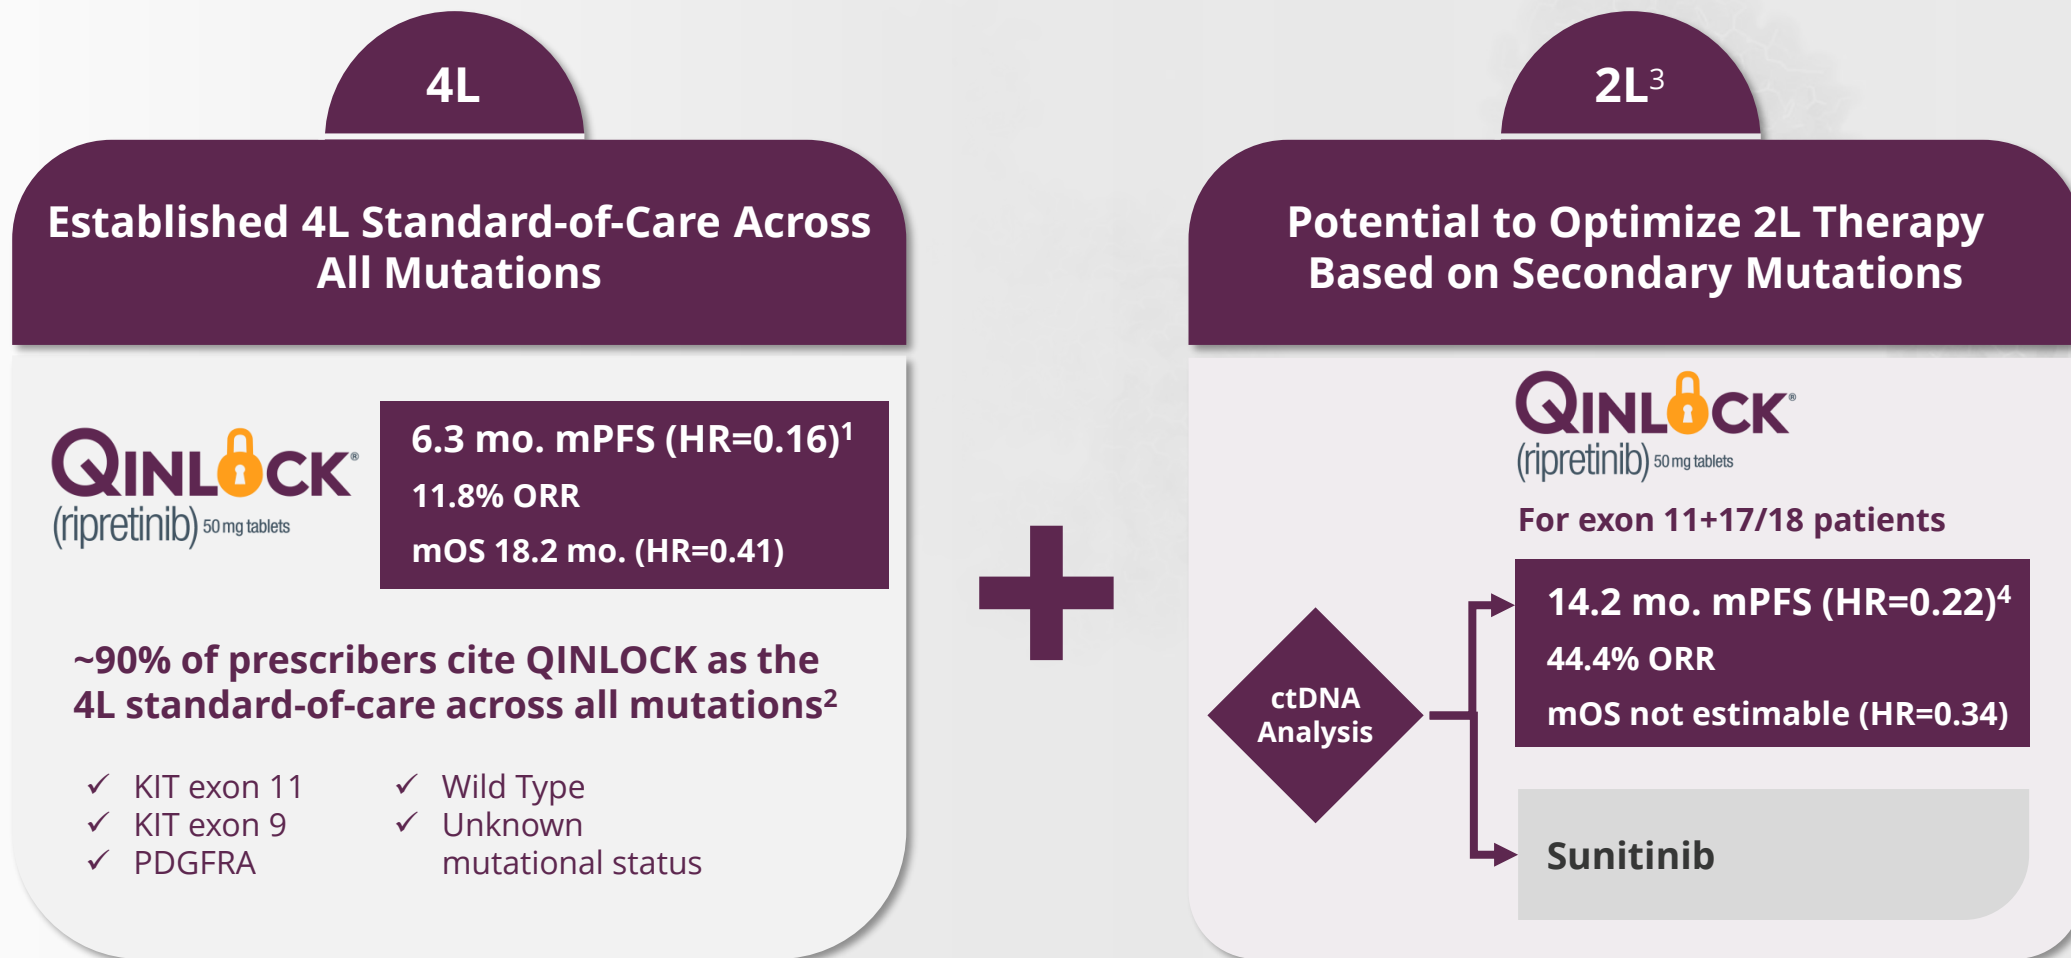 4L
Established 4L Standard-of-Care Across
All Mutations
QINLOCK®
(ripretinib) 50 mg tablets
6.3 mo. mPFS (HR=0.16)1
11.8% ORR
mOS 18.2 mo. (HR=0.41)
~90% of prescribers cite QINLOCK as the
4L standard-of-care across all mutations2
✓ KIT exon 11
✓ KIT exon 9
✓ PDGFRA
✓ Wild Type
✓ Unknown
mutational status
+
2L3
Potential to Optimize 2L Therapy
Based on Secondary Mutations
QINLOCK®
(ripretinib) 50 mg tablets
For exon 11+17/18 patients
ctDNA
Analysis
14.2 mo. mPFS (HR=0.22)4
44.4% ORR
mOS not estimable (HR=0.34)
Sunitinib